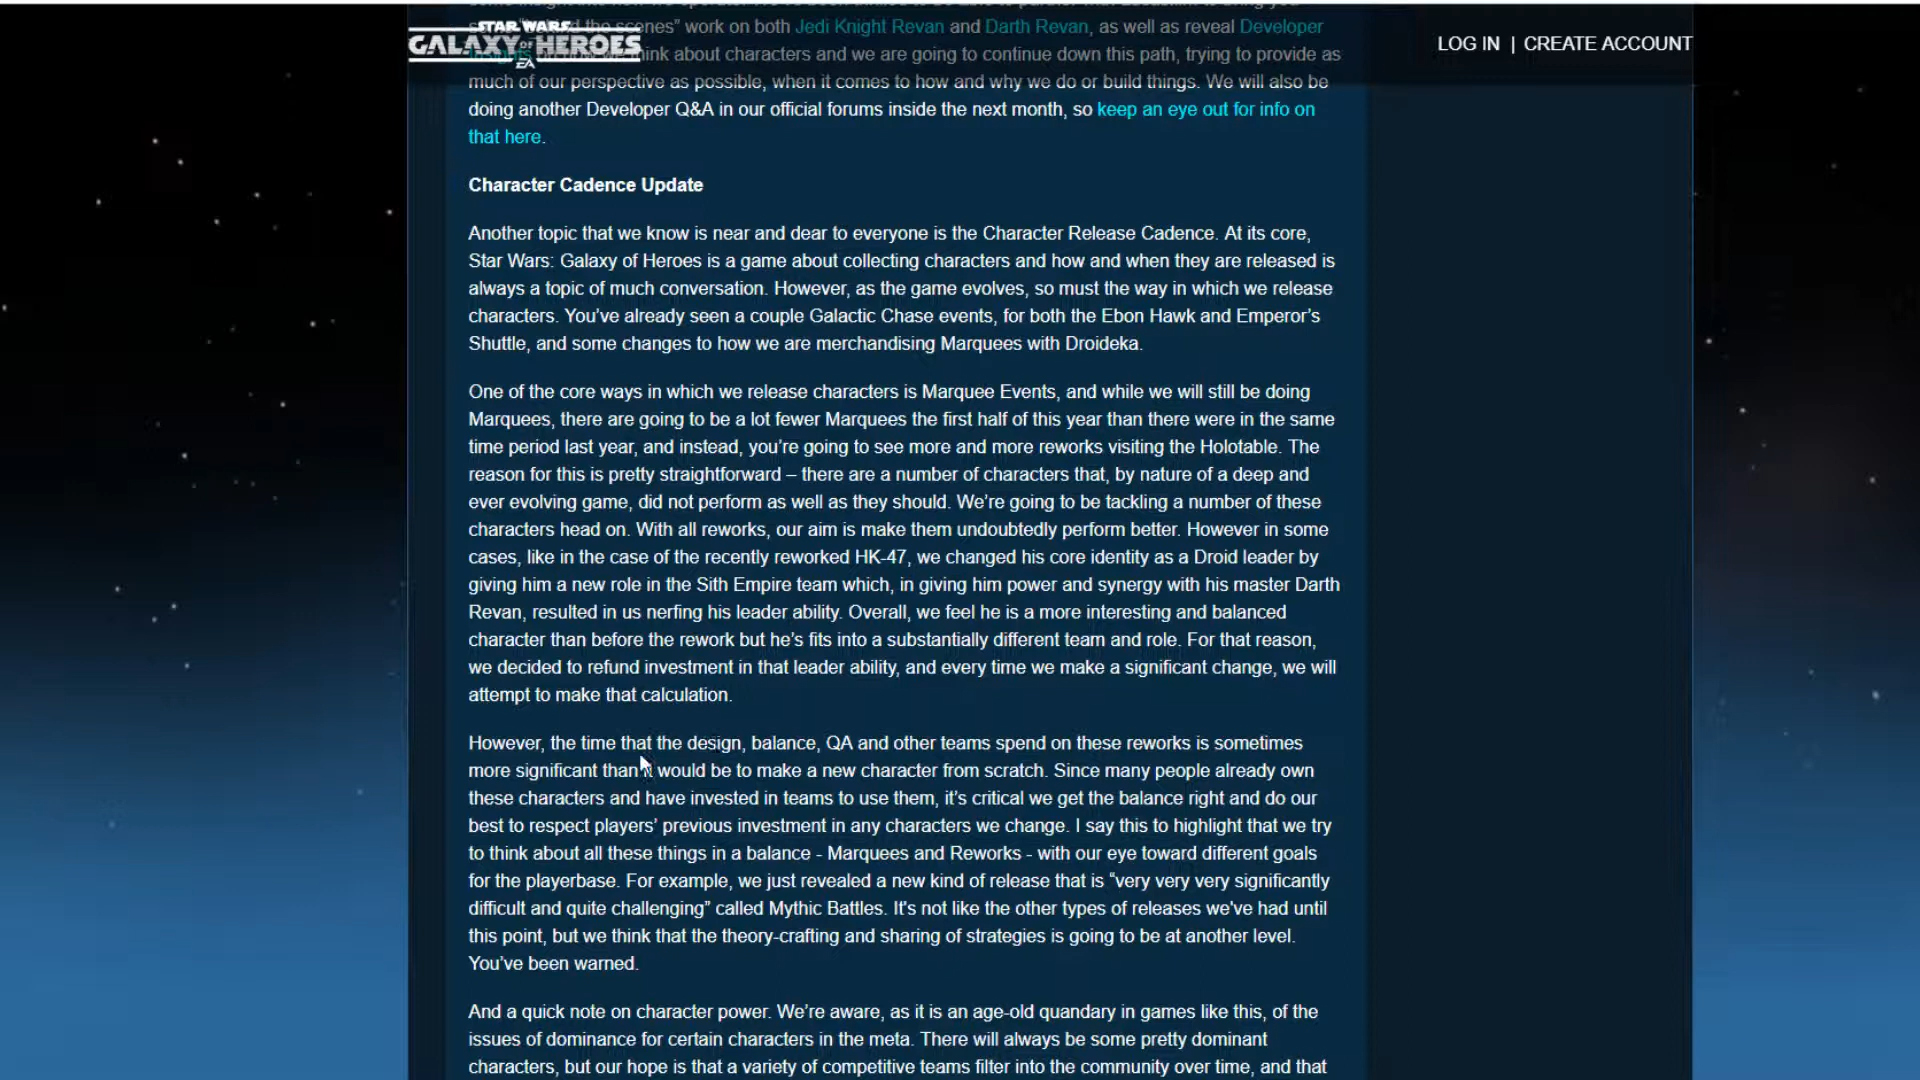 STAR WARS
GALAXY OF HEROES
EA
LOG IN | CREATE ACCOUNT
scenes” work on both Jedi Knight Revan and Darth Revan, as well as reveal Developer
think about characters and we are going to continue down this path, trying to provide as
much of our perspective as possible, when it comes to how and why we do or build things. We will also be
doing another Developer Q&A in our official forums inside the next month, so keep an eye out for info on
that here.
Character Cadence Update
Another topic that we know is near and dear to everyone is the Character Release Cadence. At its core,
Star Wars: Galaxy of Heroes is a game about collecting characters and how and when they are released is
always a topic of much conversation. However, as the game evolves, so must the way in which we release
characters. You’ve already seen a couple Galactic Chase events, for both the Ebon Hawk and Emperor’s
Shuttle, and some changes to how we are merchandising Marquees with Droideka.
One of the core ways in which we release characters is Marquee Events, and while we will still be doing
Marquees, there are going to be a lot fewer Marquees the first half of this year than there were in the same
time period last year, and instead, you’re going to see more and more reworks visiting the Holotable. The
reason for this is pretty straightforward – there are a number of characters that, by nature of a deep and
ever evolving game, did not perform as well as they should. We’re going to be tackling a number of these
characters head on. With all reworks, our aim is make them undoubtedly perform better. However in some
cases, like in the case of the recently reworked HK-47, we changed his core identity as a Droid leader by
giving him a new role in the Sith Empire team which, in giving him power and synergy with his master Darth
Revan, resulted in us nerfing his leader ability. Overall, we feel he is a more interesting and balanced
character than before the rework but he’s fits into a substantially different team and role. For that reason,
we decided to refund investment in that leader ability, and every time we make a significant change, we will
attempt to make that calculation.
However, the time that the design, balance, QA and other teams spend on these reworks is sometimes
more significant than it would be to make a new character from scratch. Since many people already own
these characters and have invested in teams to use them, it’s critical we get the balance right and do our
best to respect players’ previous investment in any characters we change. I say this to highlight that we try
to think about all these things in a balance - Marquees and Reworks - with our eye toward different goals
for the playerbase. For example, we just revealed a new kind of release that is “very very very significantly
difficult and quite challenging” called Mythic Battles. It's not like the other types of releases we've had until
this point, but we think that the theory-crafting and sharing of strategies is going to be at another level.
You’ve been warned.
And a quick note on character power. We’re aware, as it is an age-old quandary in games like this, of the
issues of dominance for certain characters in the meta. There will always be some pretty dominant
characters, but our hope is that a variety of competitive teams filter into the community over time, and that